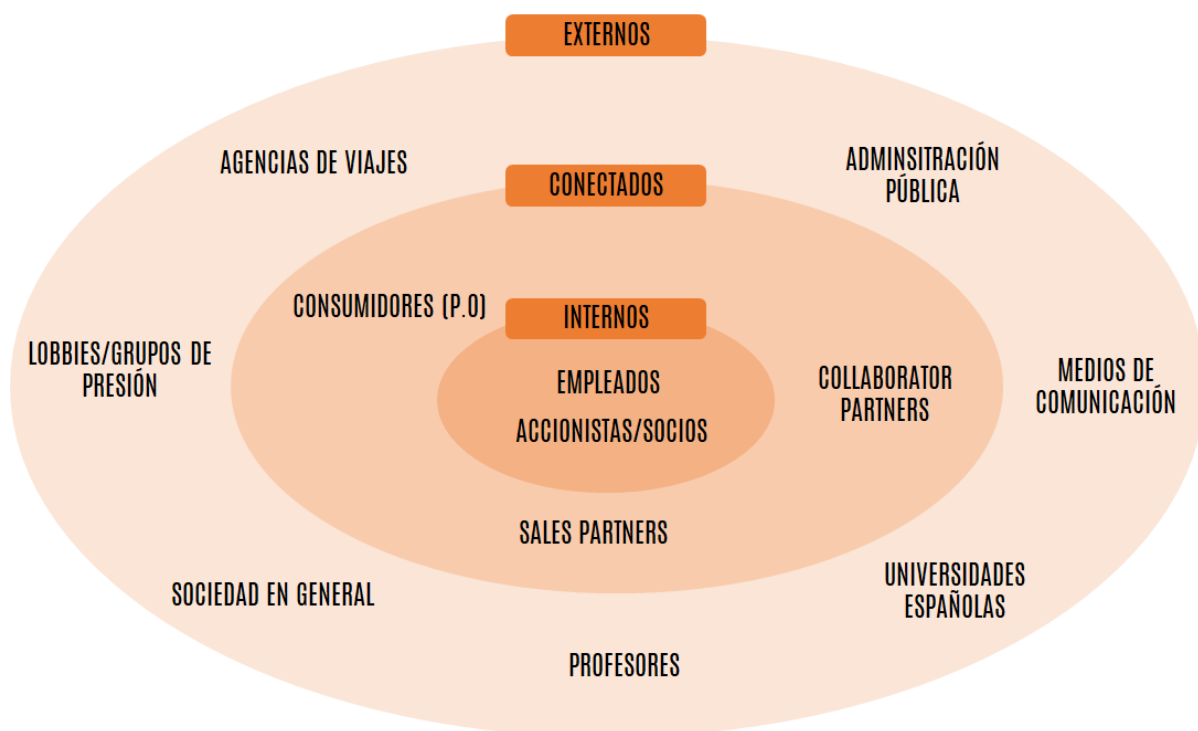 EXTERNOS
AGENCIAS DE VIAJES
ADMINSITRACIÓN
PÚBLICA
CONECTADOS
CONSUMIDORES (P.O)
INTERNOS
LOBBIES/GRUPOS DE
PRESIÓN
EMPLEADOS
ACCIONISTAS/SOCIOS
COLLABORATOR
PARTNERS
MEDIOS DE
COMUNICACIÓN
SALES PARTNERS
SOCIEDAD EN GENERAL
UNIVERSIDADES
ESPAÑOLAS
PROFESORES